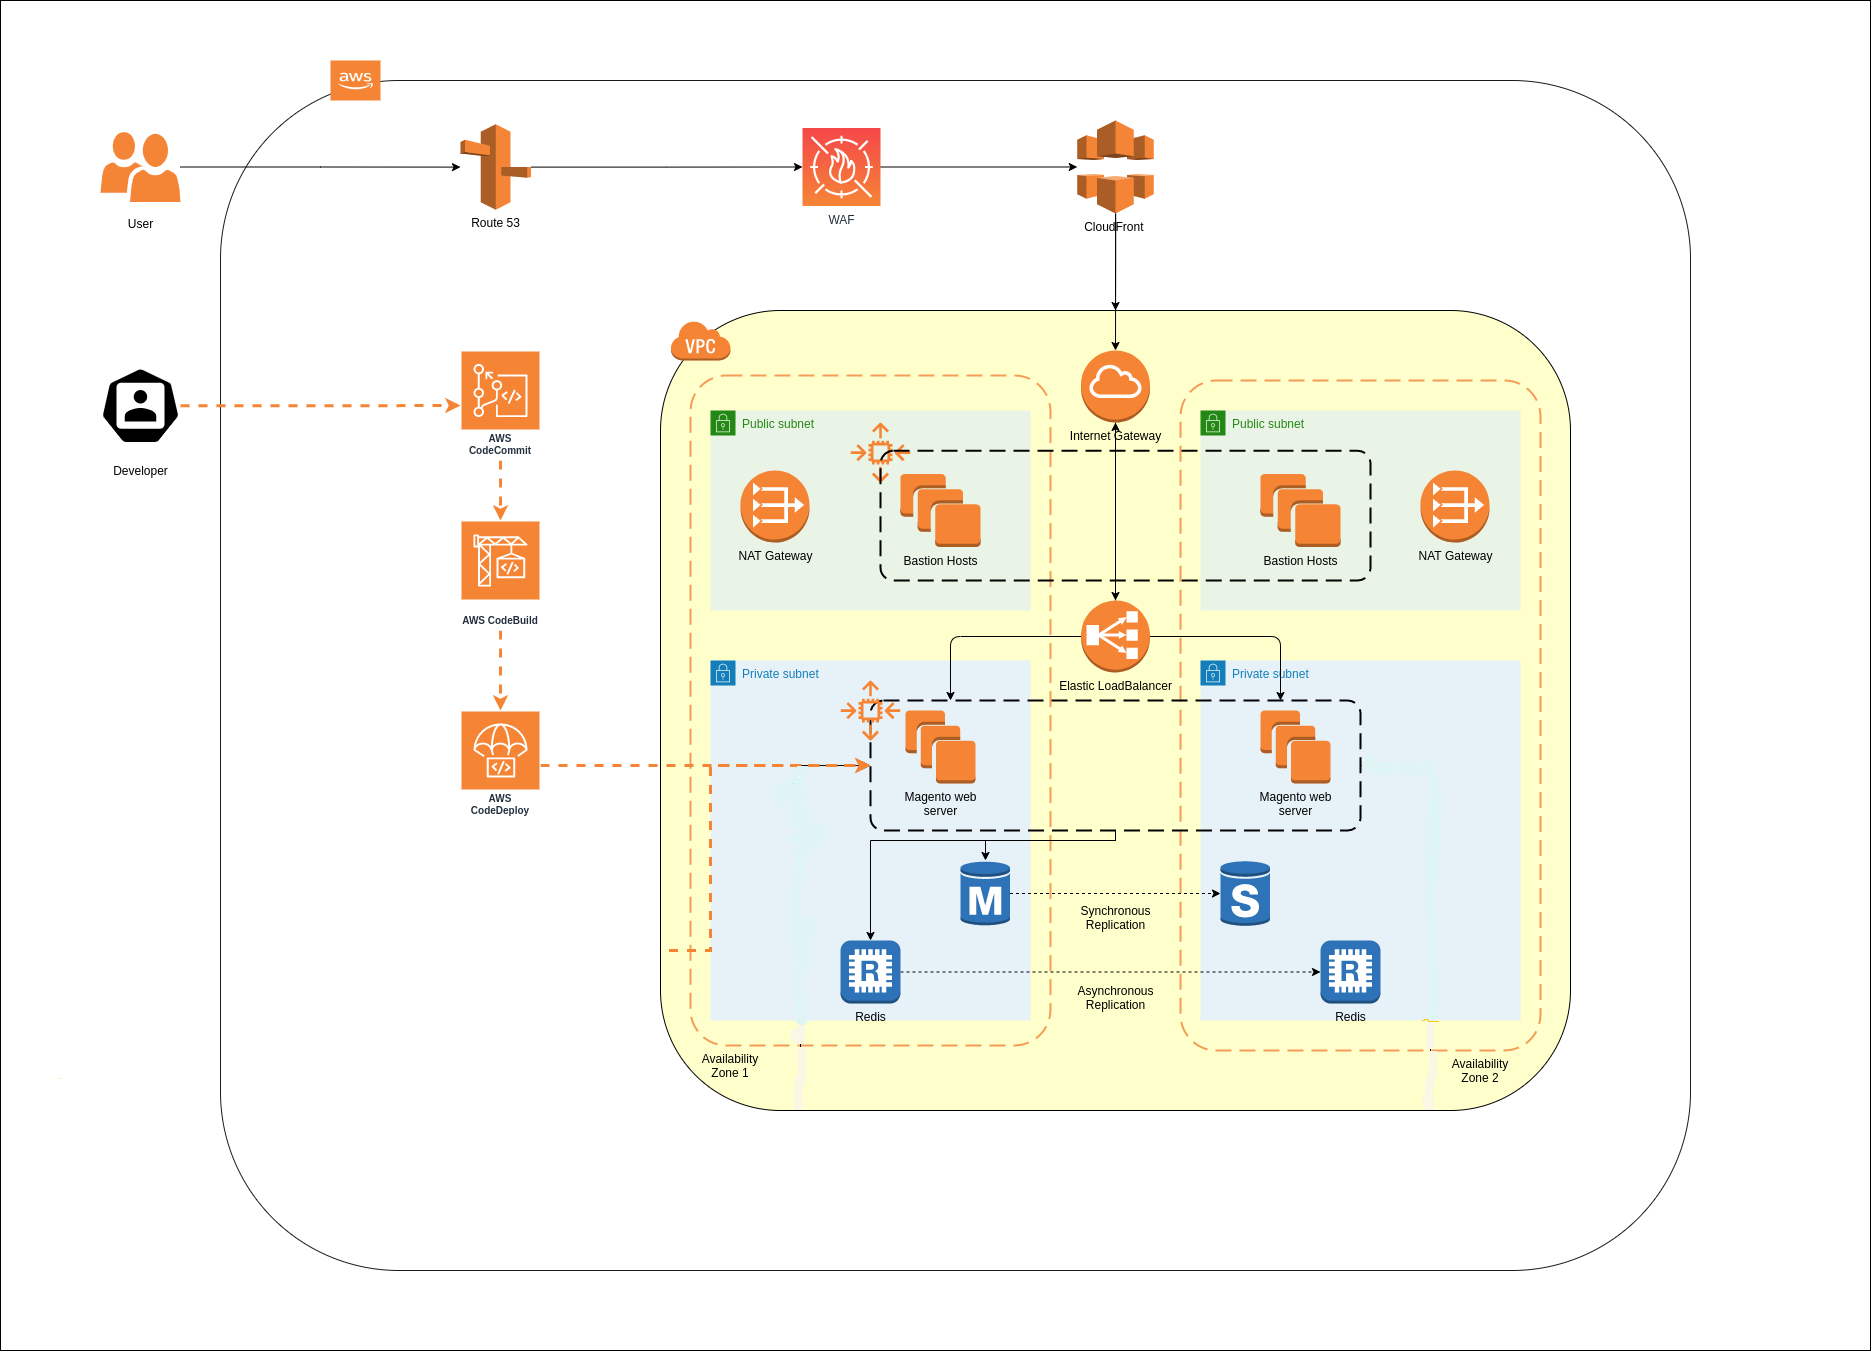 aws
User
Route 53
WAF
CloudFront
VPC
Developer
AWS
CodeCommit
Internet Gateway
Public subnet
Public subnet
NAT Gateway
Bastion Hosts
Bastion Hosts
NAT Gateway
AWS CodeBuild
Private subnet
Elastic LoadBalancer
Private subnet
AWS
CodeDeploy
Magento web
server
Magento web
server
M
S
Synchronous
Replication
R
R
Asynchronous
Replication
Redis
Redis
Availability
Zone 1
Availability
Zone 2